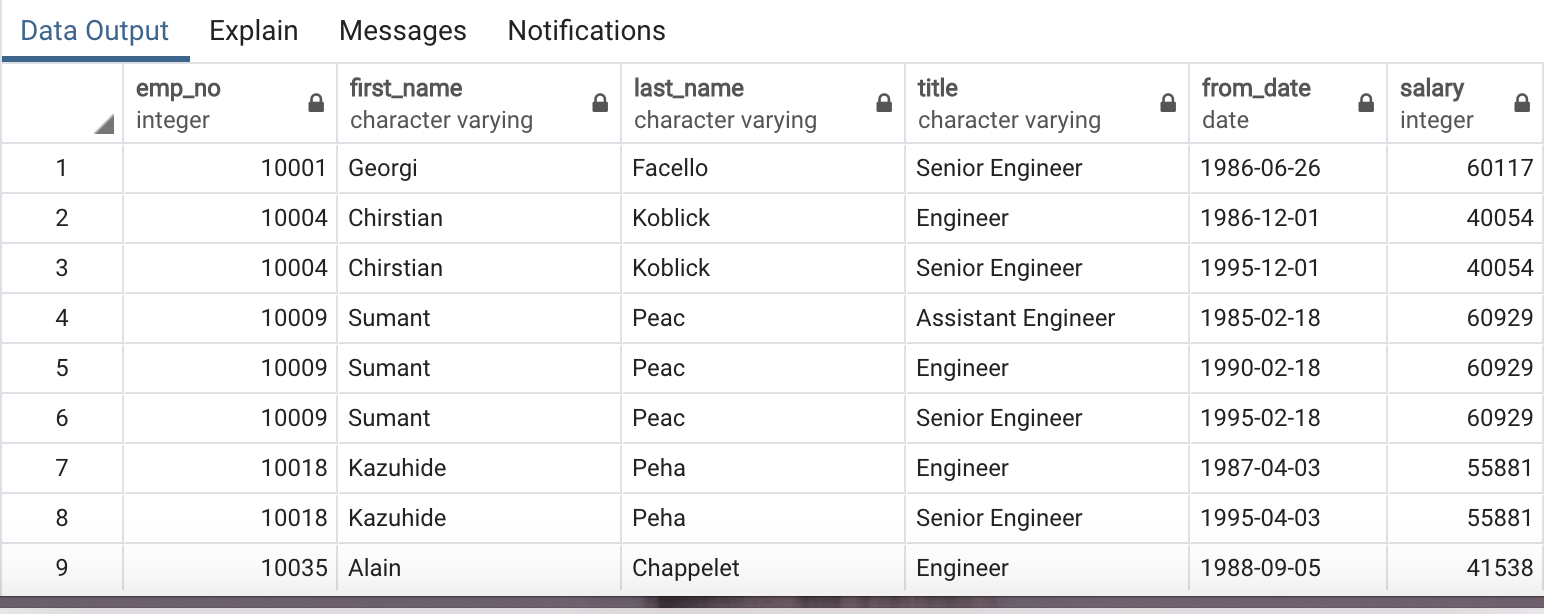 Data Output Explain Messages Notifications
emp_no first_name last_name title from_date salary
integer character varying character varying character varying date integer
1 10001 Georgi Facello Senior Engineer 1986-06-26 60117
2 10004 Chirstian Koblick Engineer 1986-12-01 40054
3 10004 Chirstian Koblick Senior Engineer 1995-12-01 40054
4 10009 Sumant Peac Assistant Engineer 1985-02-18 60929
5 10009 Sumant Peac Engineer 1990-02-18 60929
6 10009 Sumant Peac Senior Engineer 1995-02-18 60929
7 10018 Kazuhide Peha Engineer 1987-04-03 55881
8 10018 Kazuhide Peha Senior Engineer 1995-04-03 55881
9 10035 Alain Chappelet Engineer 1988-09-05 41538